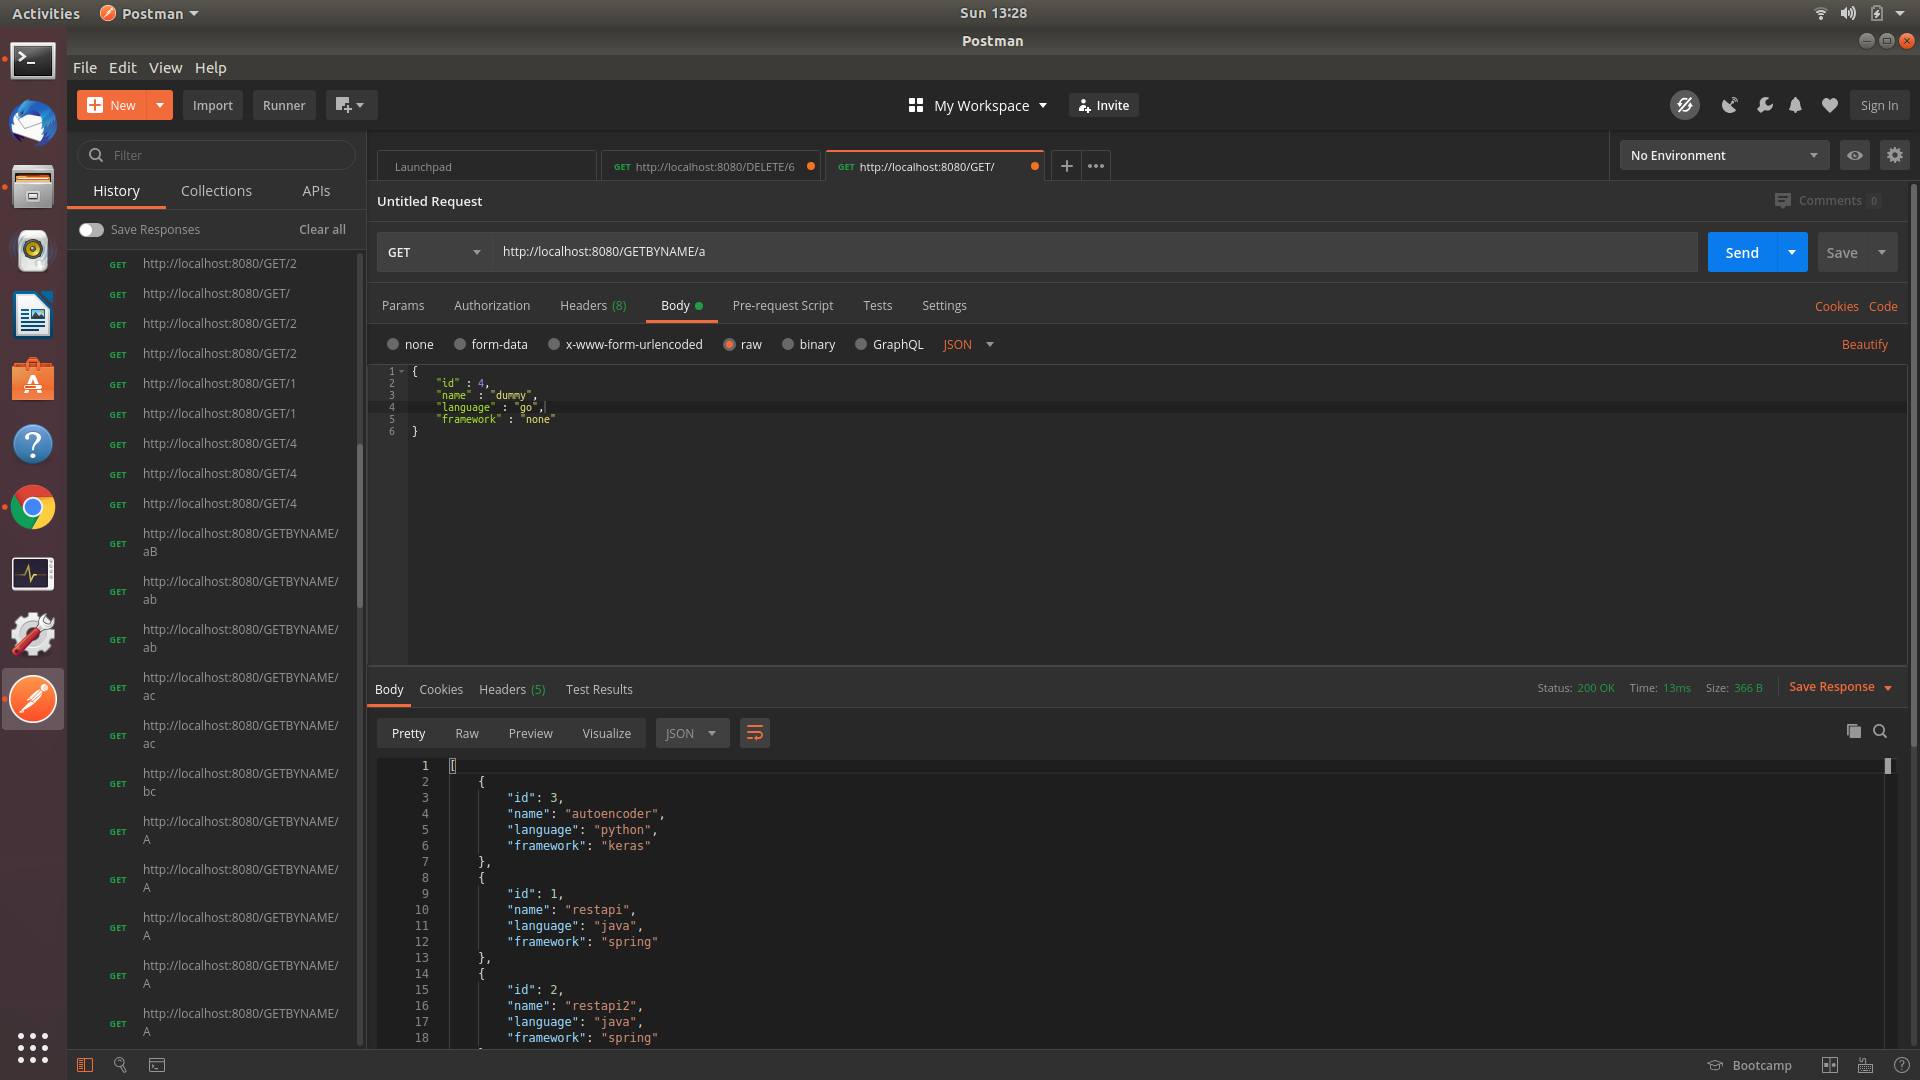 Activities Postman Sun 13:28
Postman
File Edit View Help
New Import Runner My Workspace Invite Sign In
Filter
History Collections APIs
Save Responses Clear all
GET http://localhost:8080/GET/2
GET http://localhost:8080/GET/
GET http://localhost:8080/GET/2
GET http://localhost:8080/GET/2
GET http://localhost:8080/GET/1
GET http://localhost:8080/GET/1
GET http://localhost:8080/GET/4
GET http://localhost:8080/GET/4
GET http://localhost:8080/GET/4
GET http://localhost:8080/GETBYNAME/
aB
GET http://localhost:8080/GETBYNAME/
ab
GET http://localhost:8080/GETBYNAME/
ab
GET http://localhost:8080/GETBYNAME/
ac
GET http://localhost:8080/GETBYNAME/
ac
GET http://localhost:8080/GETBYNAME/
bc
GET http://localhost:8080/GETBYNAME/
A
GET http://localhost:8080/GETBYNAME/
A
GET http://localhost:8080/GETBYNAME/
A
GET http://localhost:8080/GETBYNAME/
A
GET http://localhost:8080/GETBYNAME/
A
Launchpad GET http://localhost:8080/DELETE/6 GET http://localhost:8080/GET/ No Environment
Untitled Request Comments 0
GET http://localhost:8080/GETBYNAME/a Send Save
Params Authorization Headers (8) Body Pre-request Script Tests Settings Cookies Code
none form-data x-www-form-urlencoded raw binary GraphQL JSON Beautify
1 {
2 "id" : 4,
3 "name" : "dummy",
4 "language" : "go",
5 "framework" : "none"
6 }
Body Cookies Headers (5) Test Results Status: 200 OK Time: 13ms Size: 366 B Save Response
Pretty Raw Preview Visualize JSON
1 [
2 {
3 "id": 3,
4 "name": "autoencoder",
5 "language": "python",
6 "framework": "keras"
7 },
8 {
9 "id": 1,
10 "name": "restapi",
11 "language": "java",
12 "framework": "spring"
13 },
14 {
15 "id": 2,
16 "name": "restapi2",
17 "language": "java",
18 "framework": "spring"
Bootcamp